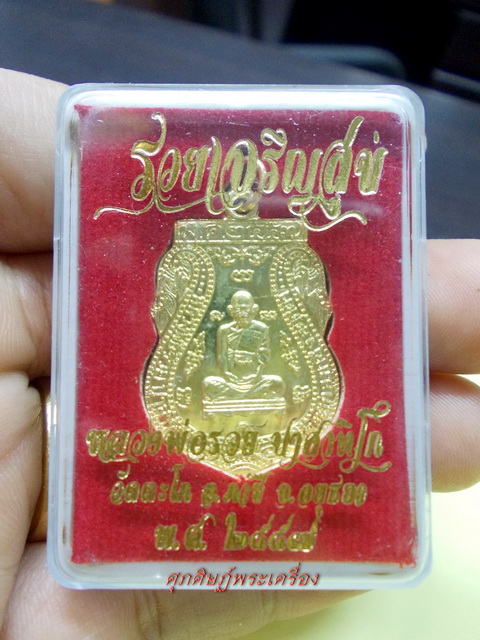 รวยเจริญสุข
หลวงพ่อรวย ปาสาทิโก
วัดตะโก อ.ภาชี จ.อยุธยา
พ.ศ. ๒๕๕๗
ศุภศิษฎ์พระเครื่อง